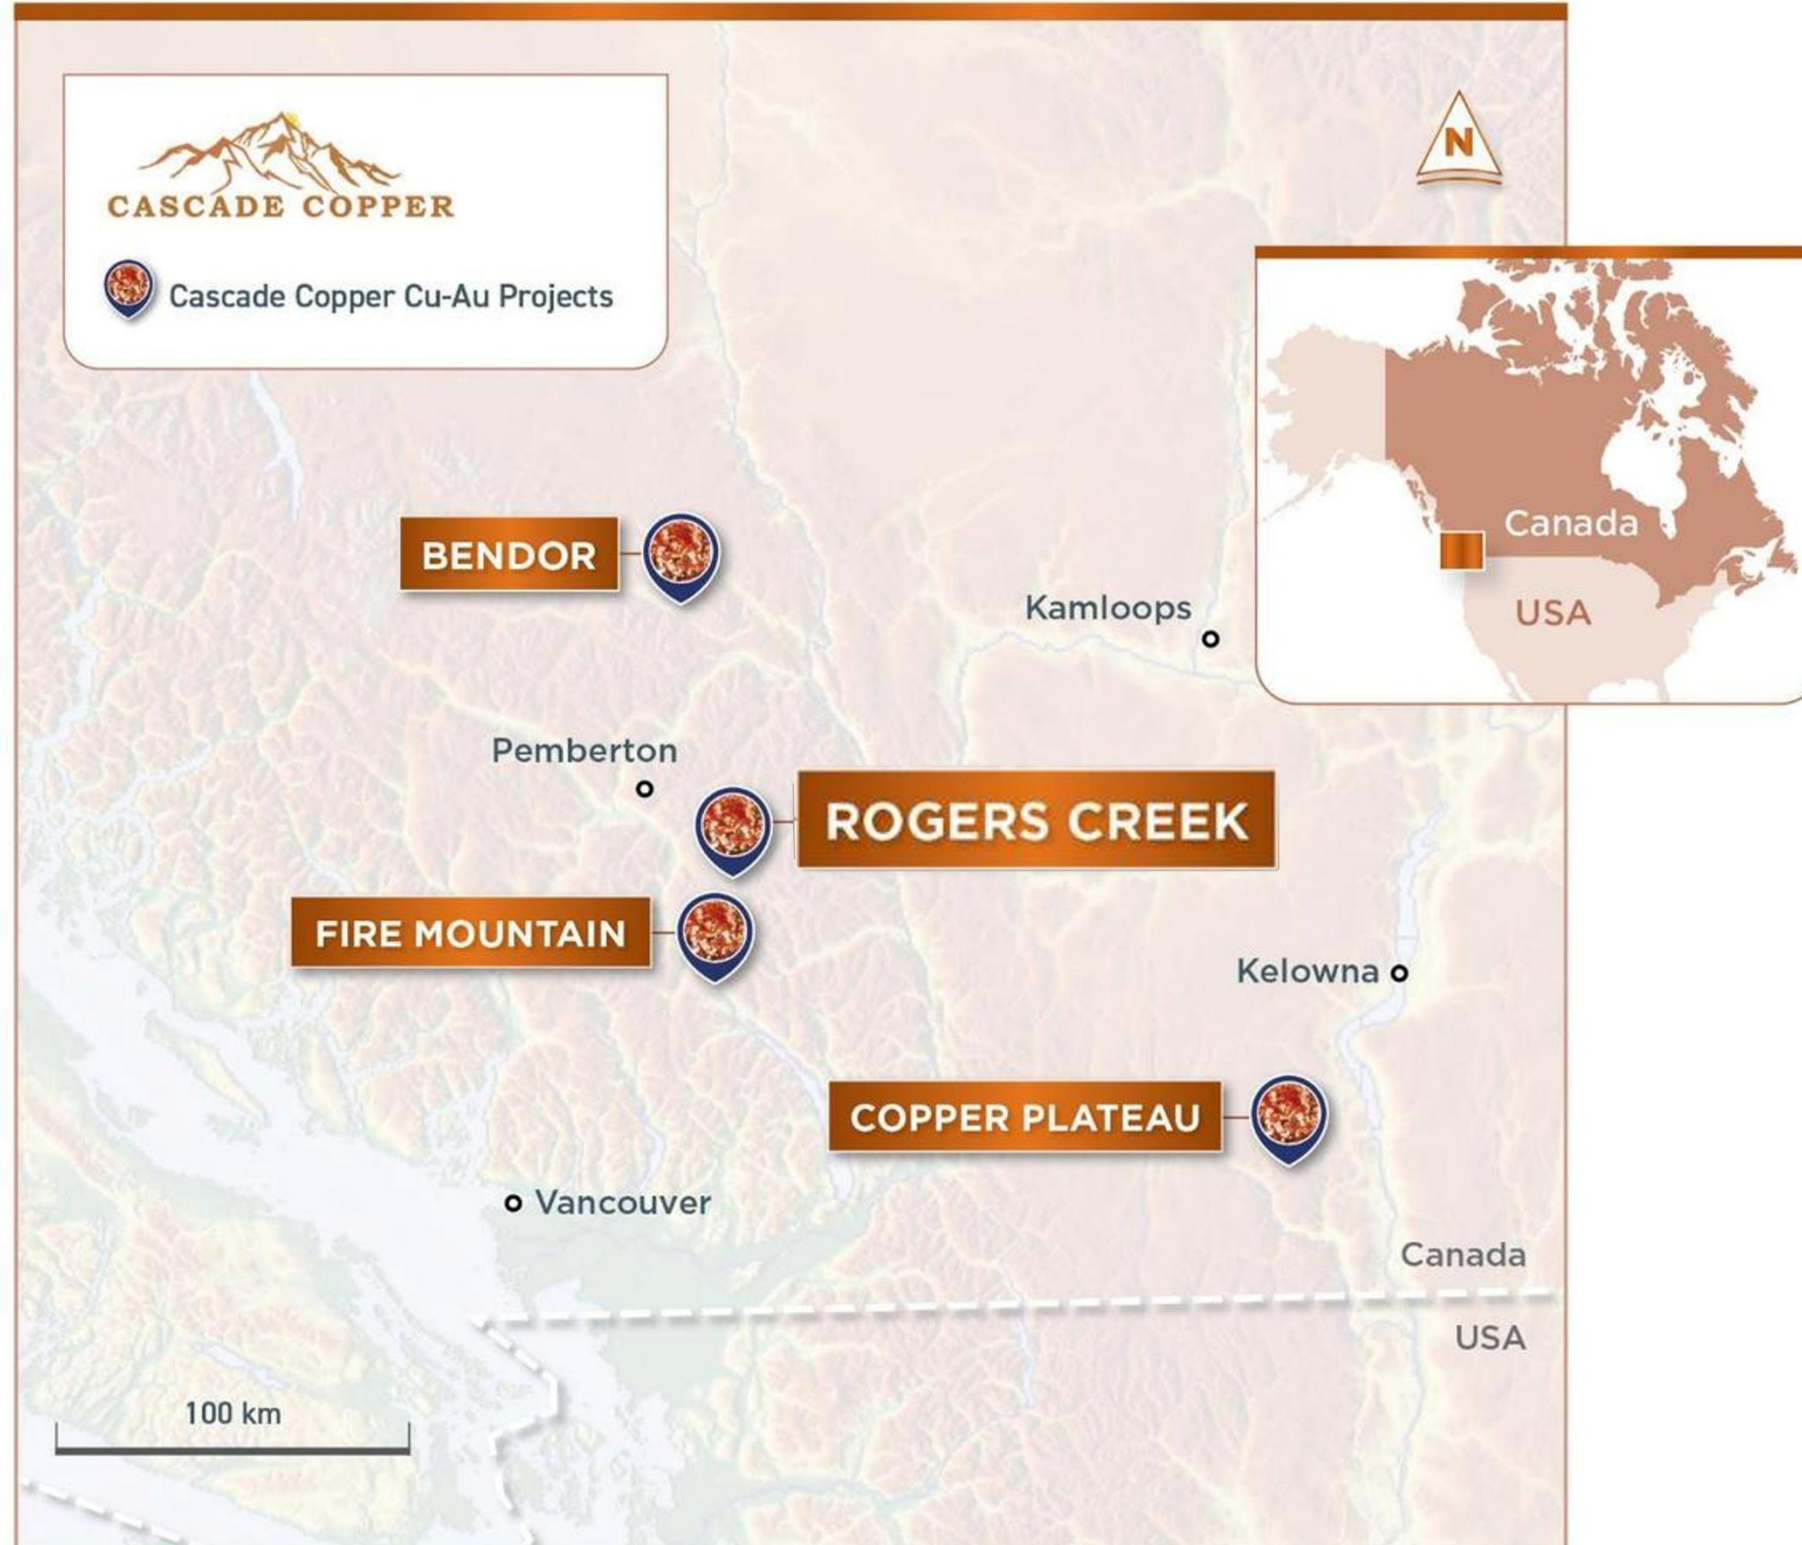 N
CASCADE COPPER
Cascade Copper Cu-Au Projects
Canada
USA
BENDOR
Kamloops
Pemberton
ROGERS CREEK
FIRE MOUNTAIN
Kelowna
COPPER PLATEAU
Vancouver
Canada
USA
100 km